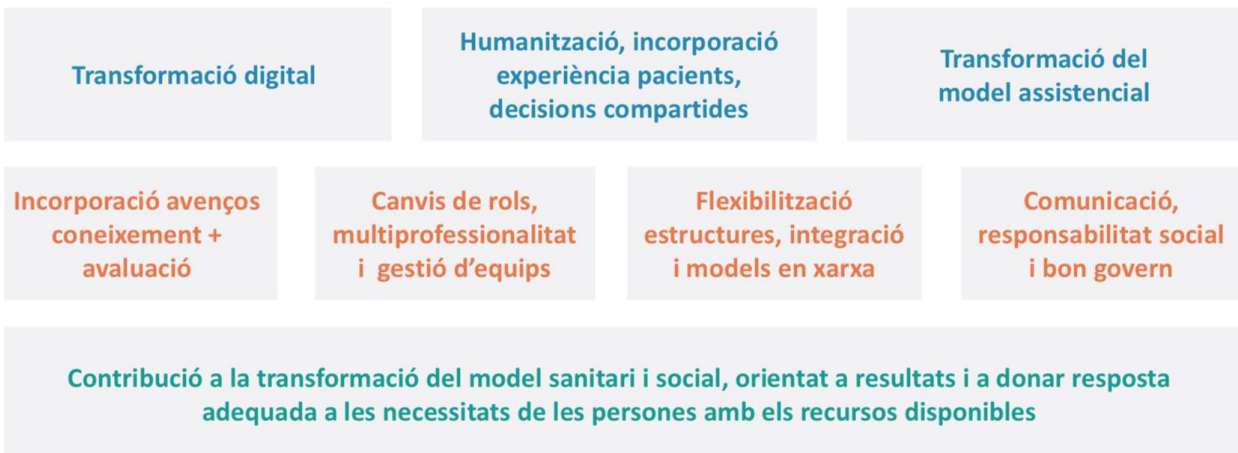 Transformació digital
Humanització, incorporació
experiència pacients,
decisions compartides
Transformació del
model assistencial
Incorporació avenços
coneixement +
avaluació
Canvis de rols,
multiprofessionalitat
i gestió d'equips
Flexibilització
estructures, integració
i models en xarxa
Comunicació,
responsabilitat social
i bon govern
Contribució a la transformació del model sanitari i social, orientat a resultats i a donar resposta
adequada a les necessitats de les persones amb els recursos disponibles